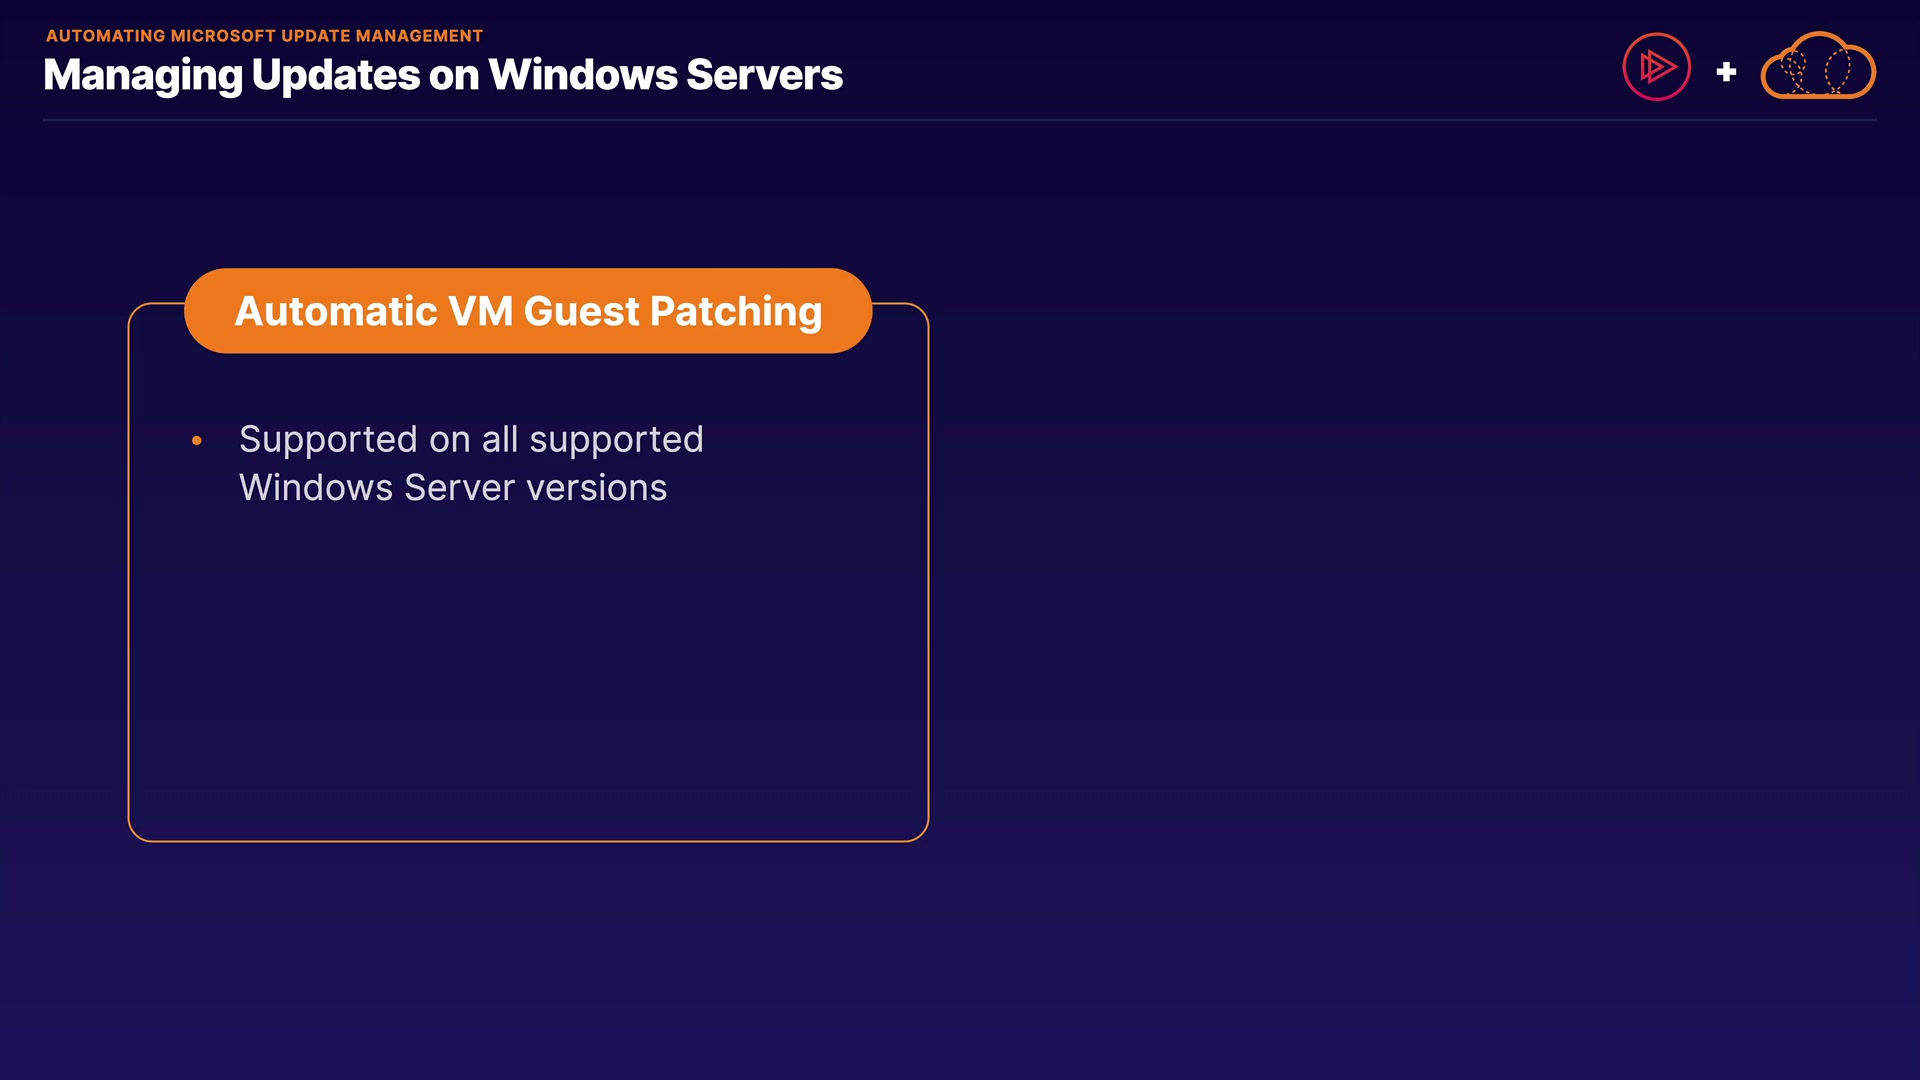 AUTOMATING MICROSOFT UPDATE MANAGEMENT
Managing Updates on Windows Servers
+
Automatic VM Guest Patching
• Supported on all supported
Windows Server versions